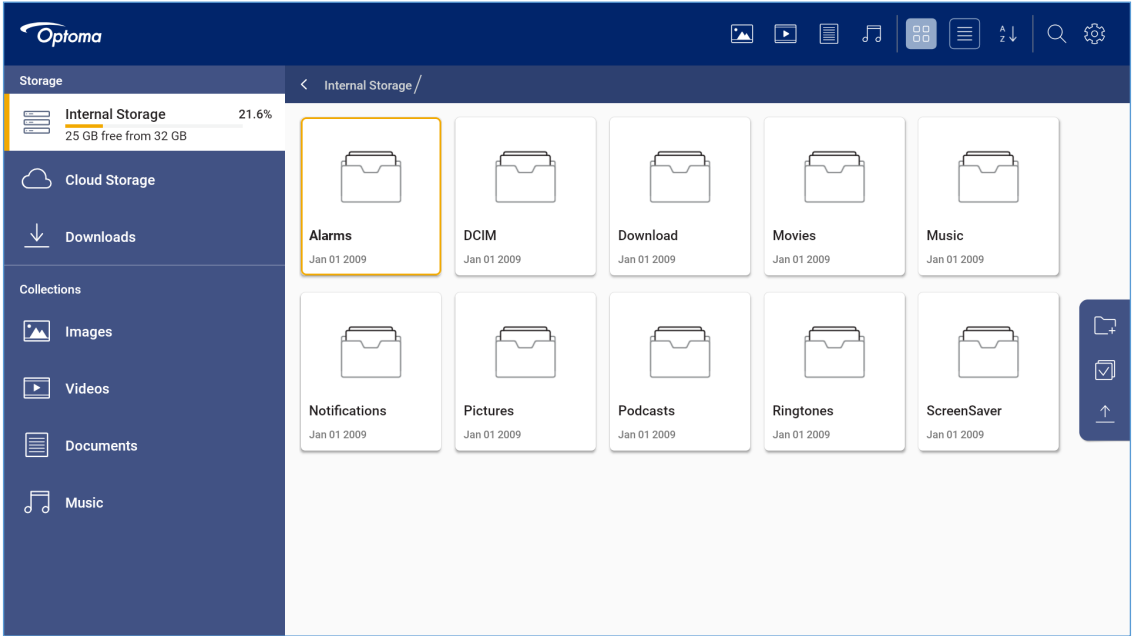 Optoma
A
Z
Storage
Internal Storage 21.6%
25 GB free from 32 GB
Cloud Storage
Downloads
Collections
Images
Videos
Documents
Music
Internal Storage /
Alarms
Jan 01 2009
DCIM
Jan 01 2009
Download
Jan 01 2009
Movies
Jan 01 2009
Music
Jan 01 2009
Notifications
Jan 01 2009
Pictures
Jan 01 2009
Podcasts
Jan 01 2009
Ringtones
Jan 01 2009
ScreenSaver
Jan 01 2009